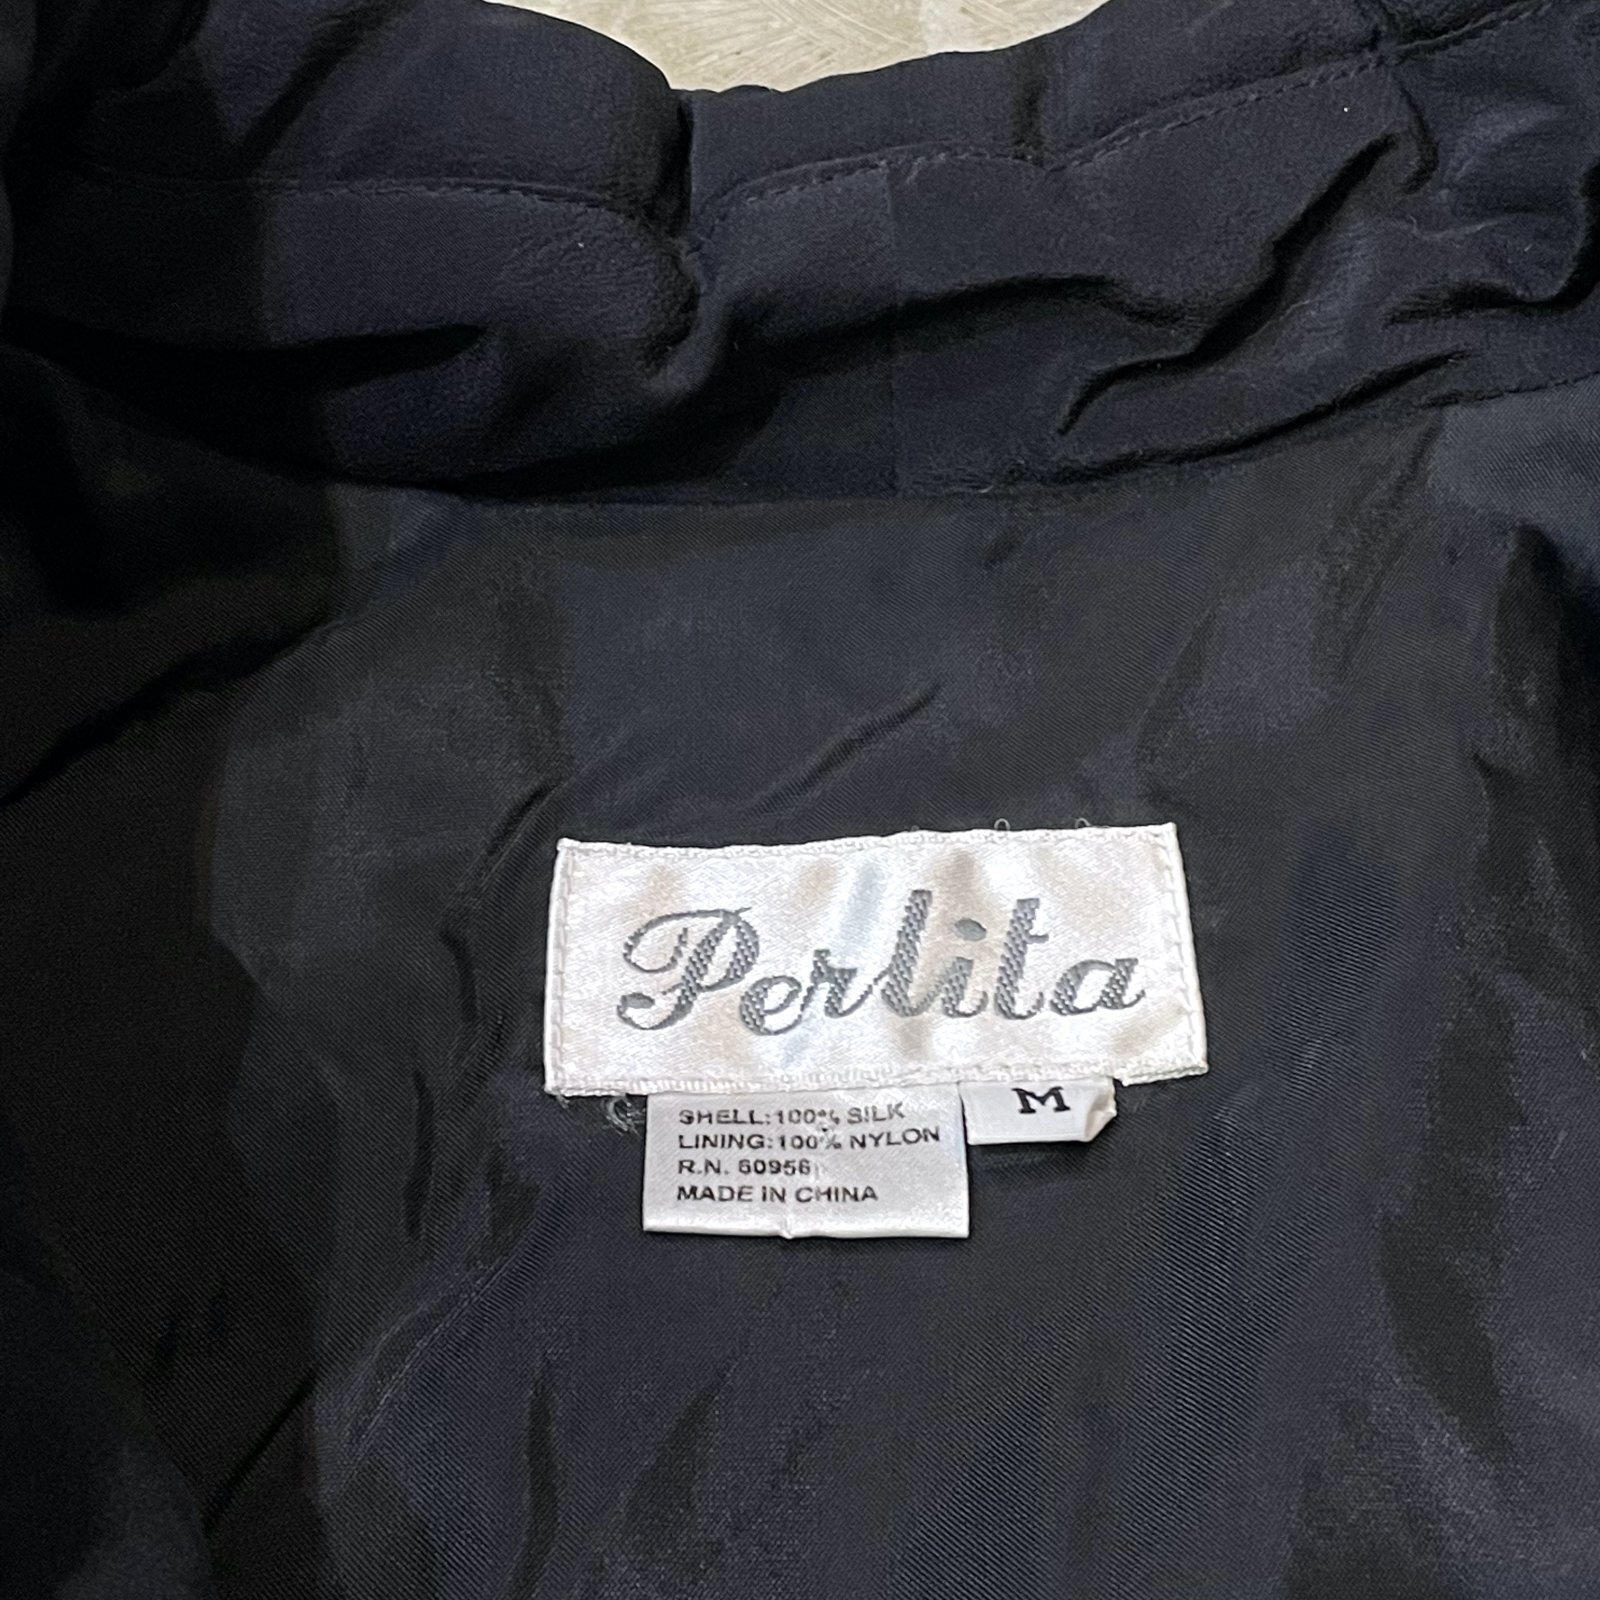 Perlita
M
SHELL:100% SILK
LINING:100% NYLON
R.N. 60956
MADE IN CHINA